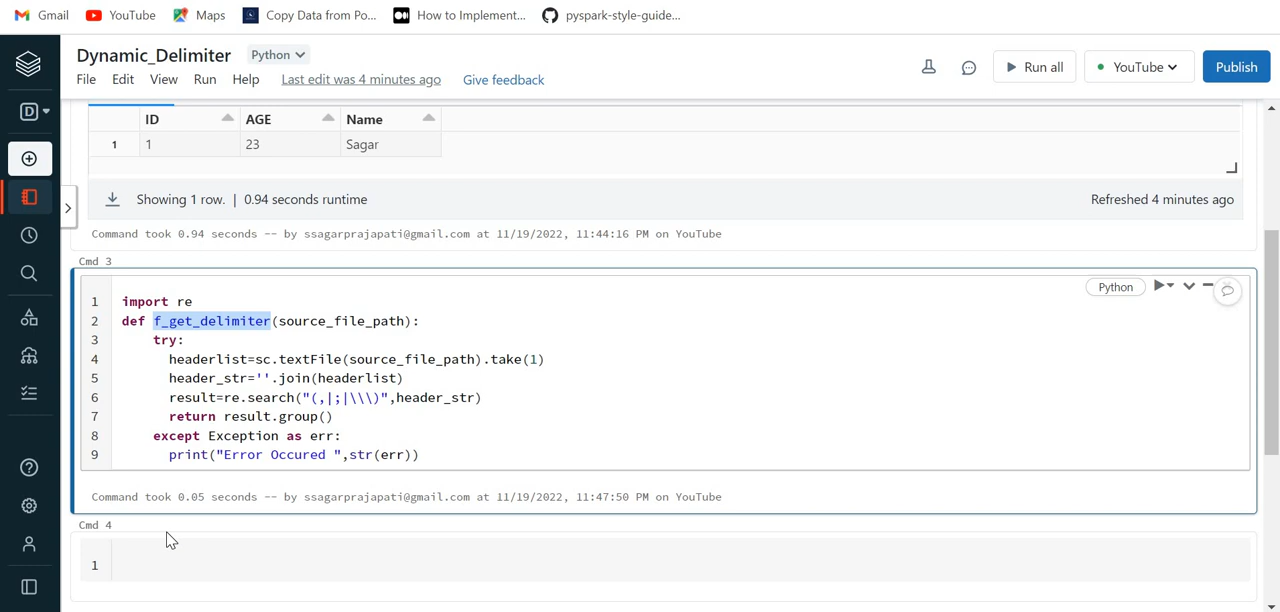 Gmail YouTube Maps Copy Data from Po... How to Implement... pyspark-style-guide...
Dynamic_Delimiter Python
File Edit View Run Help Last edit was 4 minutes ago Give feedback
Run all YouTube Publish
D
ID AGE Name
1 1 23 Sagar
Showing 1 row. | 0.94 seconds runtime Refreshed 4 minutes ago
Command took 0.94 seconds -- by ssagarprajapati@gmail.com at 11/19/2022, 11:44:16 PM on YouTube
Cmd 3
Python
1 import re
2 def f_get_delimiter(source_file_path):
3 try:
4 headerlist=sc.textFile(source_file_path).take(1)
5 header_str=''.join(headerlist)
6 result=re.search("(,|;|\\\)",header_str)
7 return result.group()
8 except Exception as err:
9 print("Error Occured ",str(err))
Command took 0.05 seconds -- by ssagarprajapati@gmail.com at 11/19/2022, 11:47:50 PM on YouTube
Cmd 4
1